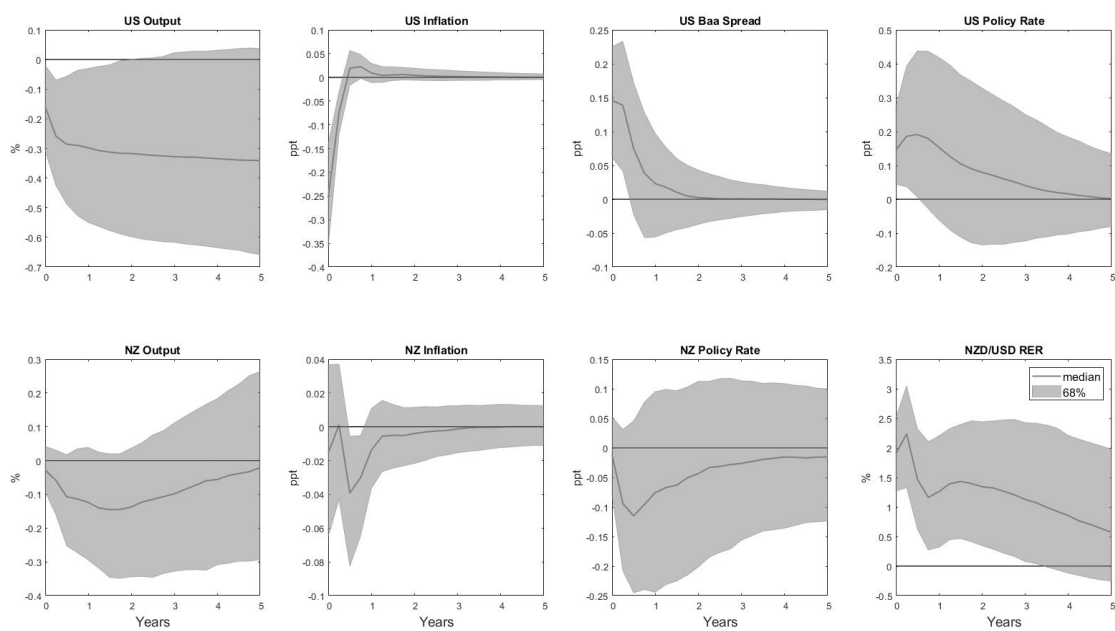 US Output
US Inflation
US Baa Spread
US Policy Rate
0.1
0
-0.1
-0.2
-0.3
-0.4
-0.5
-0.6
-0.7
%
0 1 2 3 4 5
0.1
0.05
0
-0.05
-0.1
-0.15
-0.2
-0.25
-0.3
-0.35
-0.4
ppt
0 1 2 3 4 5
0.25
0.2
0.15
0.1
0.05
0
-0.05
-0.1
ppt
0 1 2 3 4 5
0.5
0.4
0.3
0.2
0.1
0
-0.1
-0.2
ppt
0 1 2 3 4 5
NZ Output
NZ Inflation
NZ Policy Rate
NZD/USD RER
0.3
0.2
0.1
0
-0.1
-0.2
-0.3
-0.4
%
0 1 2 3 4 5
Years
0.04
0.02
0
-0.02
-0.04
-0.06
-0.08
-0.1
ppt
0 1 2 3 4 5
Years
0.15
0.1
0.05
0
-0.05
-0.1
-0.15
-0.2
-0.25
ppt
0 1 2 3 4 5
Years
3.5
3
2.5
2
1.5
1
0.5
0
-0.5
%
0 1 2 3 4 5
Years
median
68%